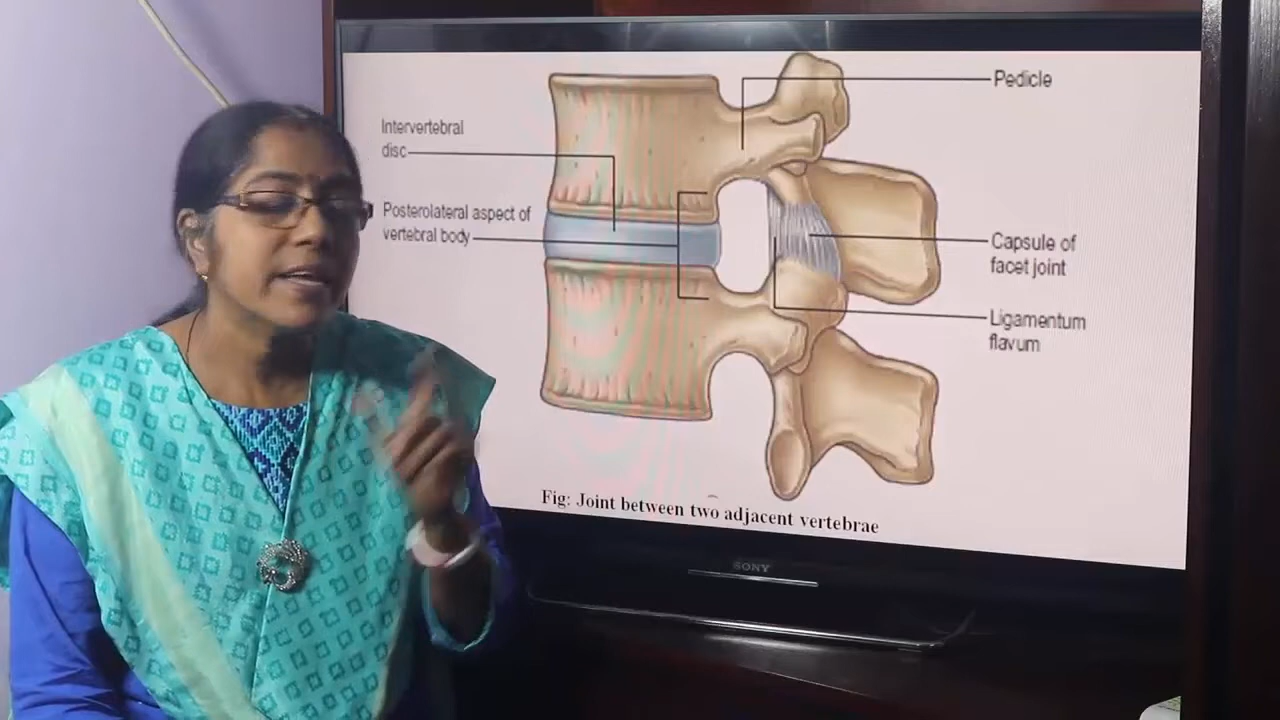 Pedicle
Intervertebral
disc
Posterolateral aspect of
vertebral body
Capsule of
facet joint
Ligamentum
flavum
Fig: Joint between two adjacent vertebrae
SONY